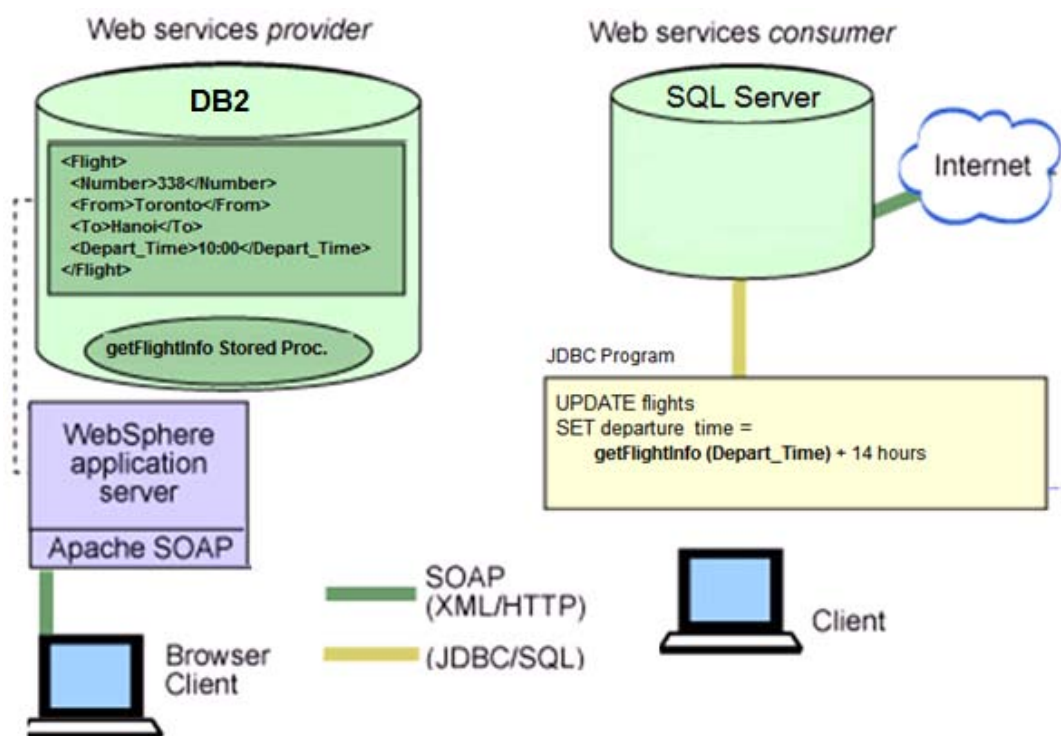 Web services provider
DB2
<Flight>
<Number>338</Number>
<From>Toronto</From>
<To>Hanoi</To>
<Depart_Time>10:00</Depart_Time>
</Flight>
getFlightInfo Stored Proc.
WebSphere
application
server
Apache SOAP
Browser
Client
SOAP
(XML/HTTP)
(JDBC/SQL)
Web services consumer
SQL Server
Internet
JDBC Program
UPDATE flights
SET departure time =
getFlightInfo (Depart_Time) + 14 hours
Client